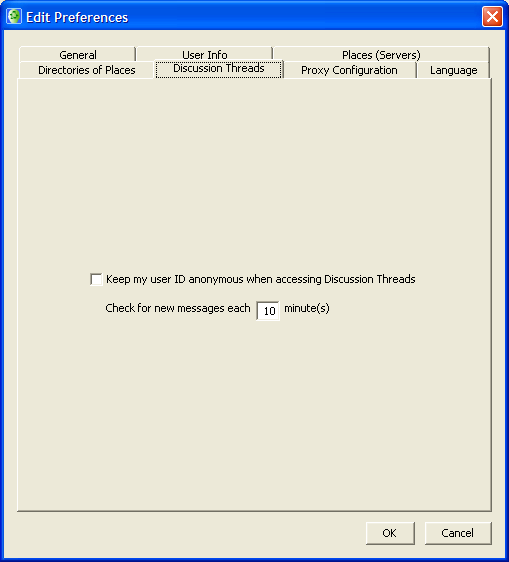 Edit Preferences
General User Info Places (Servers)
Directories of Places Discussion Threads Proxy Configuration Language
Keep my user ID anonymous when accessing Discussion Threads
Check for new messages each 10 minute(s)
OK Cancel